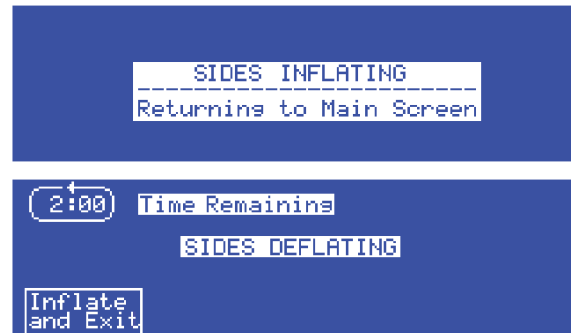 SIDES INFLATING
Returning to Main Screen
2:00 Time Remaining
SIDES DEFLATING
Inflate
and Exit